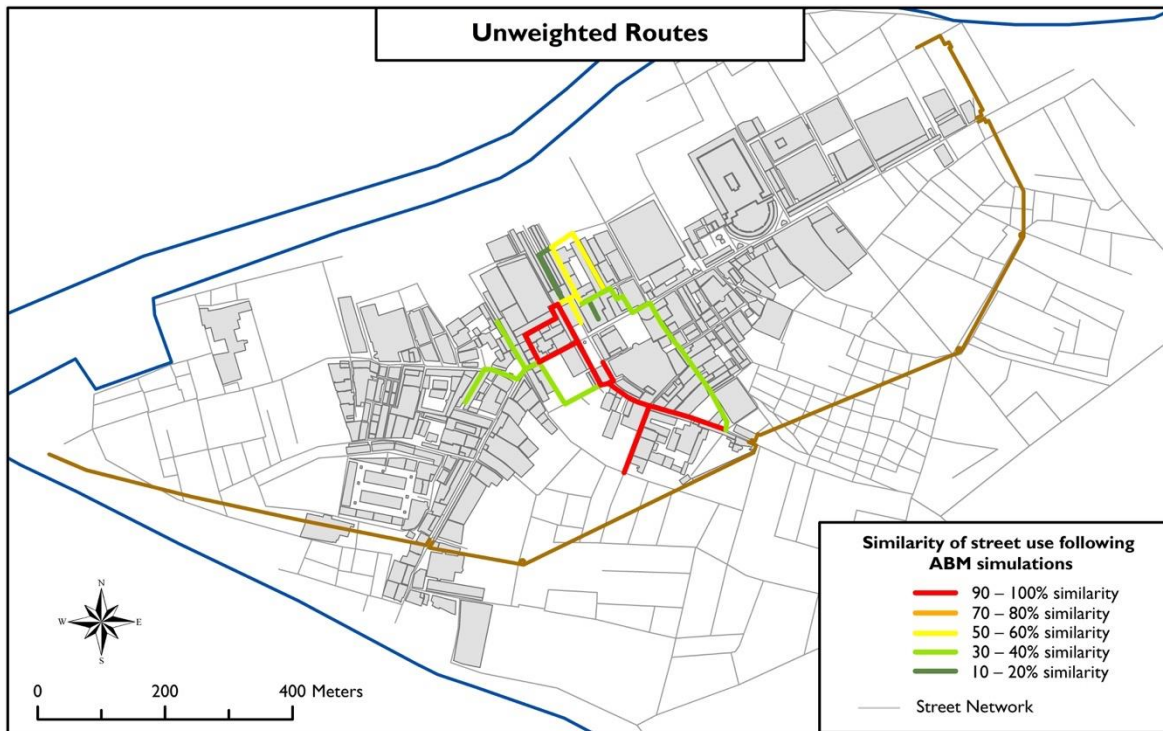 Unweighted Routes
N
W
E
S
0
200
400 Meters
Similarity of street use following
ABM simulations
90 – 100% similarity
70 – 80% similarity
50 – 60% similarity
30 – 40% similarity
10 – 20% similarity
Street Network